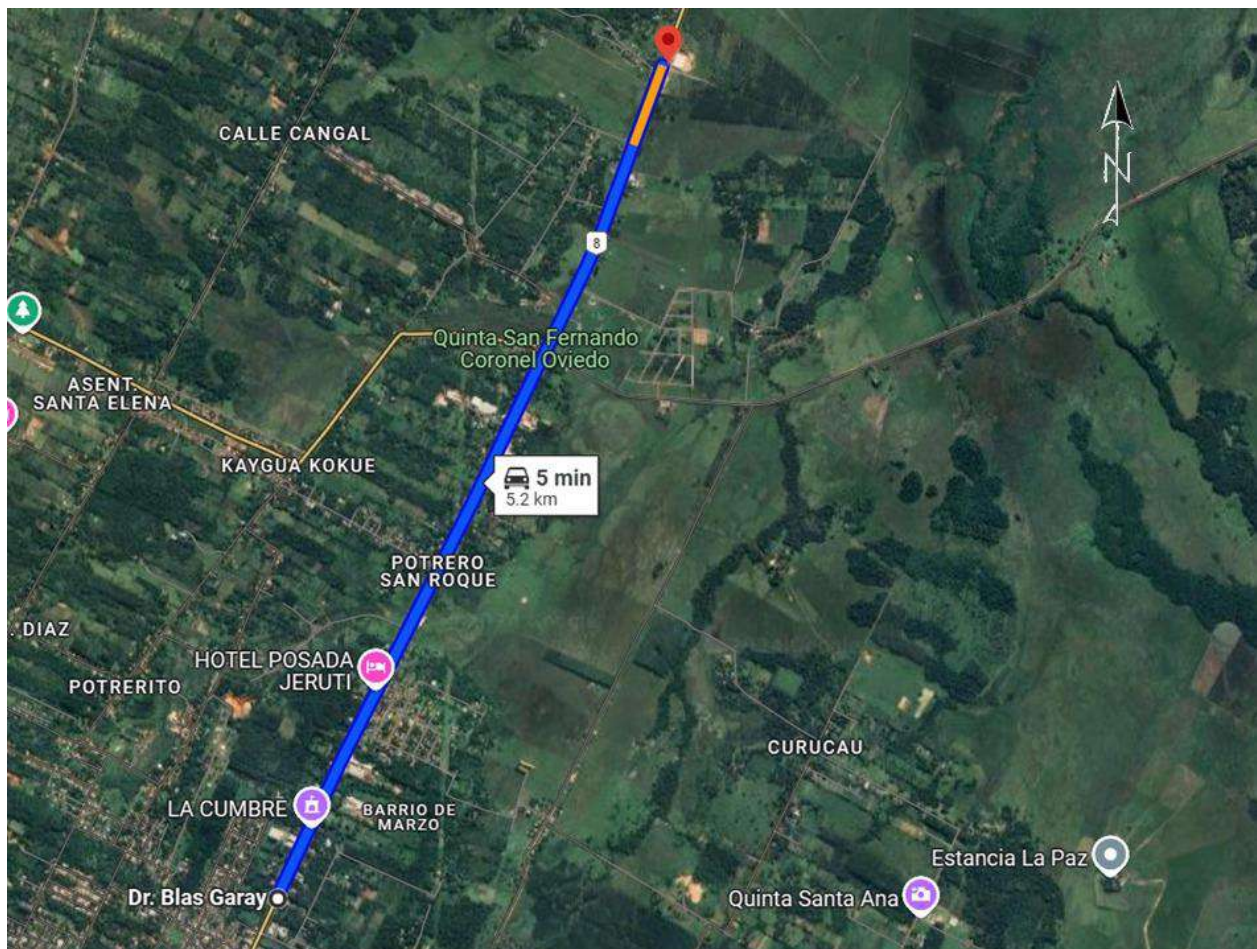 CALLE CANGAL
N
8
Quinta San Fernando
Coronel Oviedo
ASENT.
SANTA ELENA
KAYGUA KOKUE
5 min
5.2 km
POTRERO
SAN ROQUE
. DIAZ
HOTEL POSADA
JERUTI
POTRERITO
CURUCAU
LA CUMBRE
BARRIO DE
MARZO
Estancia La Paz
Dr. Blas Garay
Quinta Santa Ana